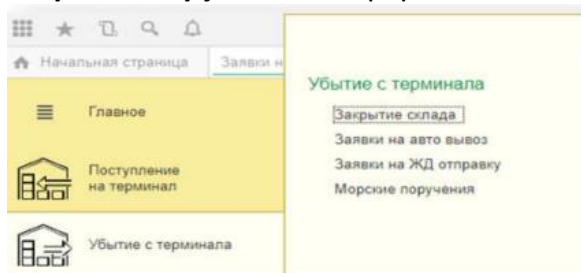 Начальная страница
Заявки н
Главное
Поступление
на терминал
Убытие с терминала
Убытие с терминала
Закрытие склада
Заявки на авто вывоз
Заявки на ЖД отправку
Морские поручения